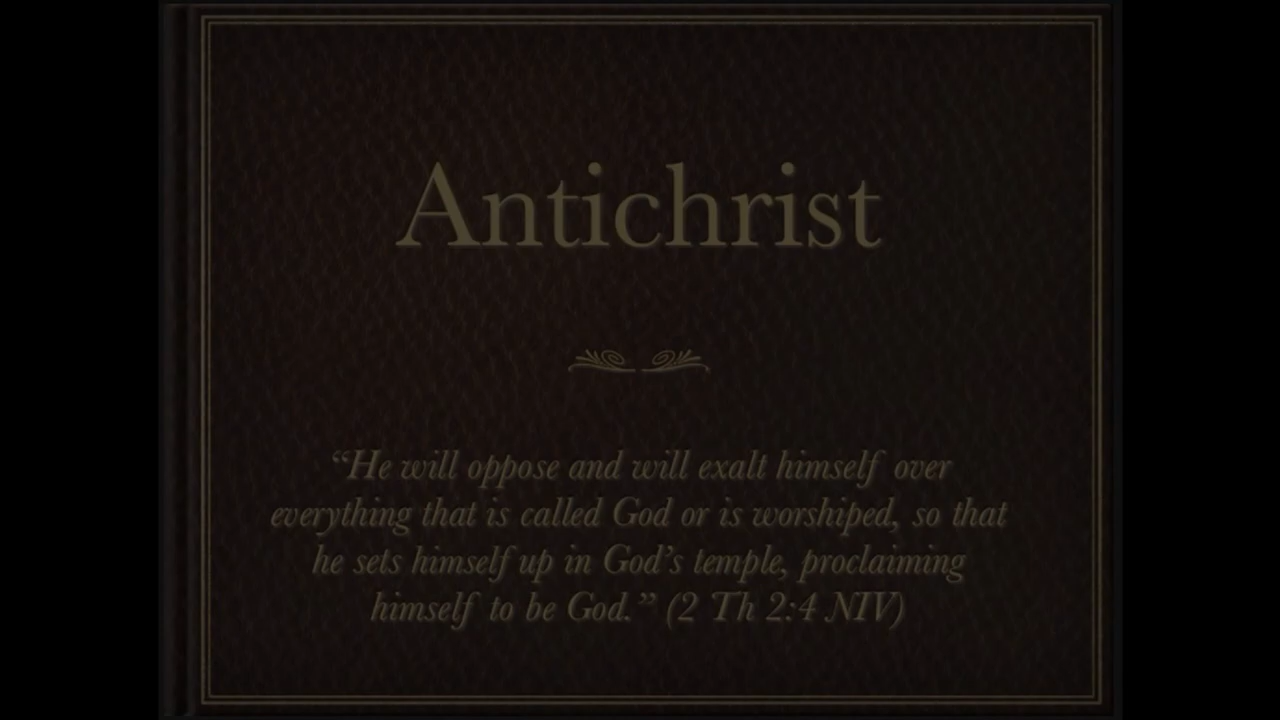 Antichrist
“He will oppose and will exalt himself over
everything that is called God or is worshiped, so that
he sets himself up in God’s temple, proclaiming
himself to be God.” (2 Th 2:4 NIV)